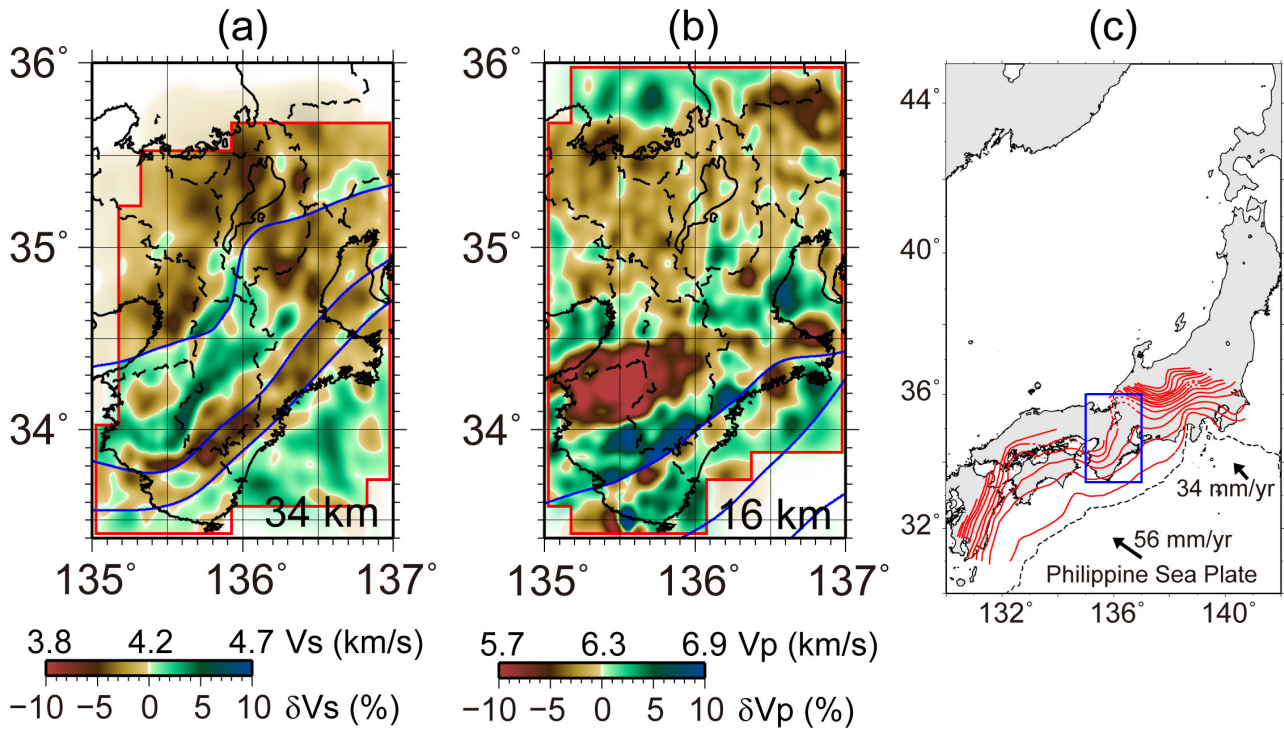 (a) (b) (c)
36° 36°
35° 35°
34° 34°
34 km 16 km
135 136 137 135 136 137
3.8 4.2 4.7 Vs (km/s)
−10 −5 0 5 10 δVs (%)
5.7 6.3 6.9 Vp (km/s)
−10 −5 0 5 10 δVp (%)
44°
40°
36°
32°
34 mm/yr
56 mm/yr
Philippine Sea Plate
132° 136° 140°